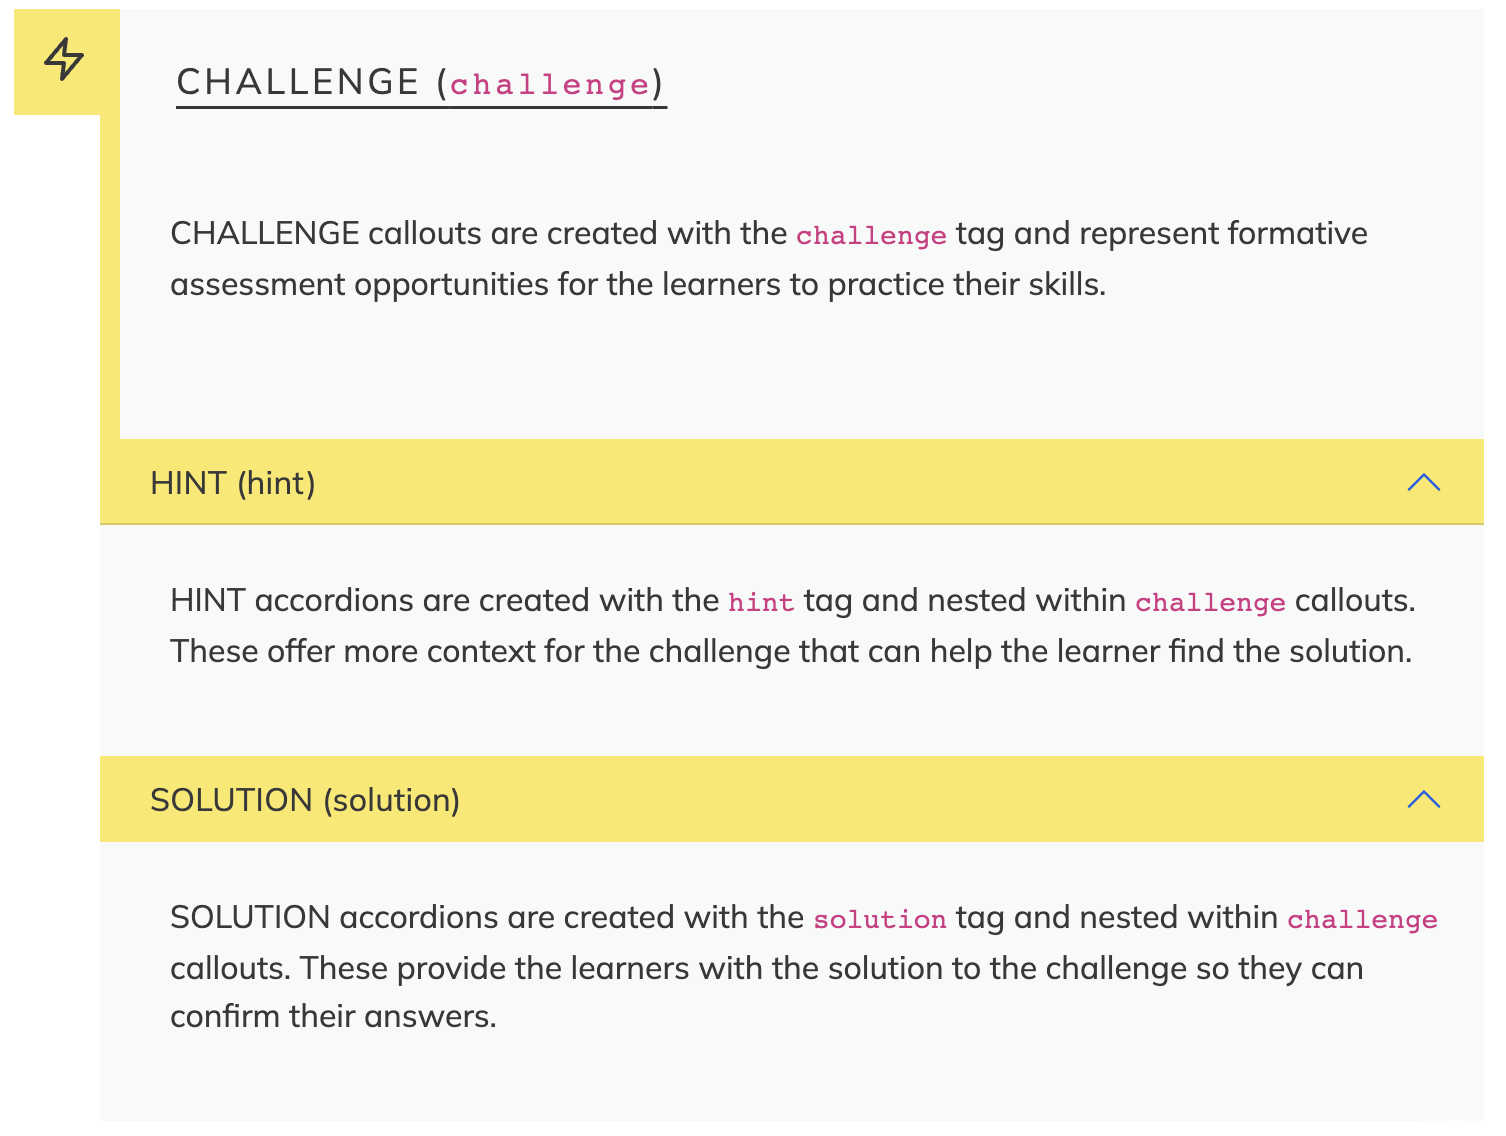 CHALLENGE (challenge)
CHALLENGE callouts are created with the challenge tag and represent formative
assessment opportunities for the learners to practice their skills.
HINT (hint)
HINT accordions are created with the hint tag and nested within challenge callouts.
These offer more context for the challenge that can help the learner find the solution.
SOLUTION (solution)
SOLUTION accordions are created with the solution tag and nested within challenge
callouts. These provide the learners with the solution to the challenge so they can
confirm their answers.